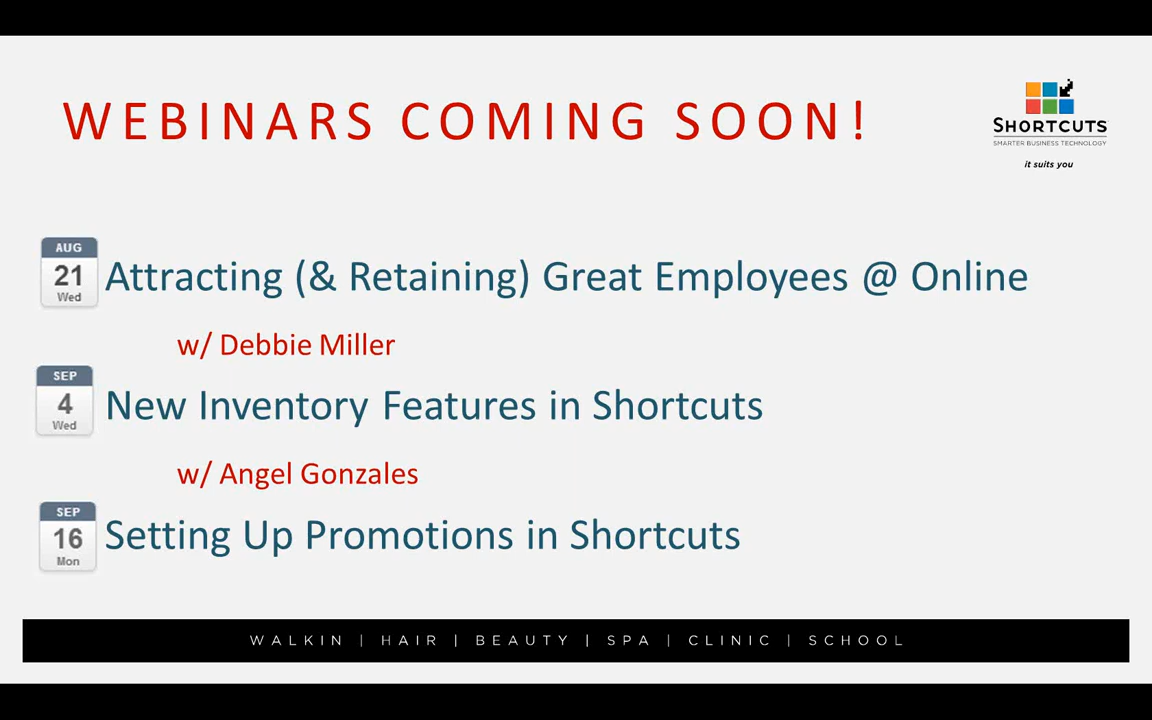 WEBINARS COMING SOON!
SHORTCUTS
SMARTER BUSINESS TECHNOLOGY
it suits you
AUG
21
Wed
Attracting (& Retaining) Great Employees @ Online
w/ Debbie Miller
SEP
4
Wed
New Inventory Features in Shortcuts
w/ Angel Gonzales
SEP
16
Mon
Setting Up Promotions in Shortcuts
WALKIN | HAIR | BEAUTY | SPA | CLINIC | SCHOOL